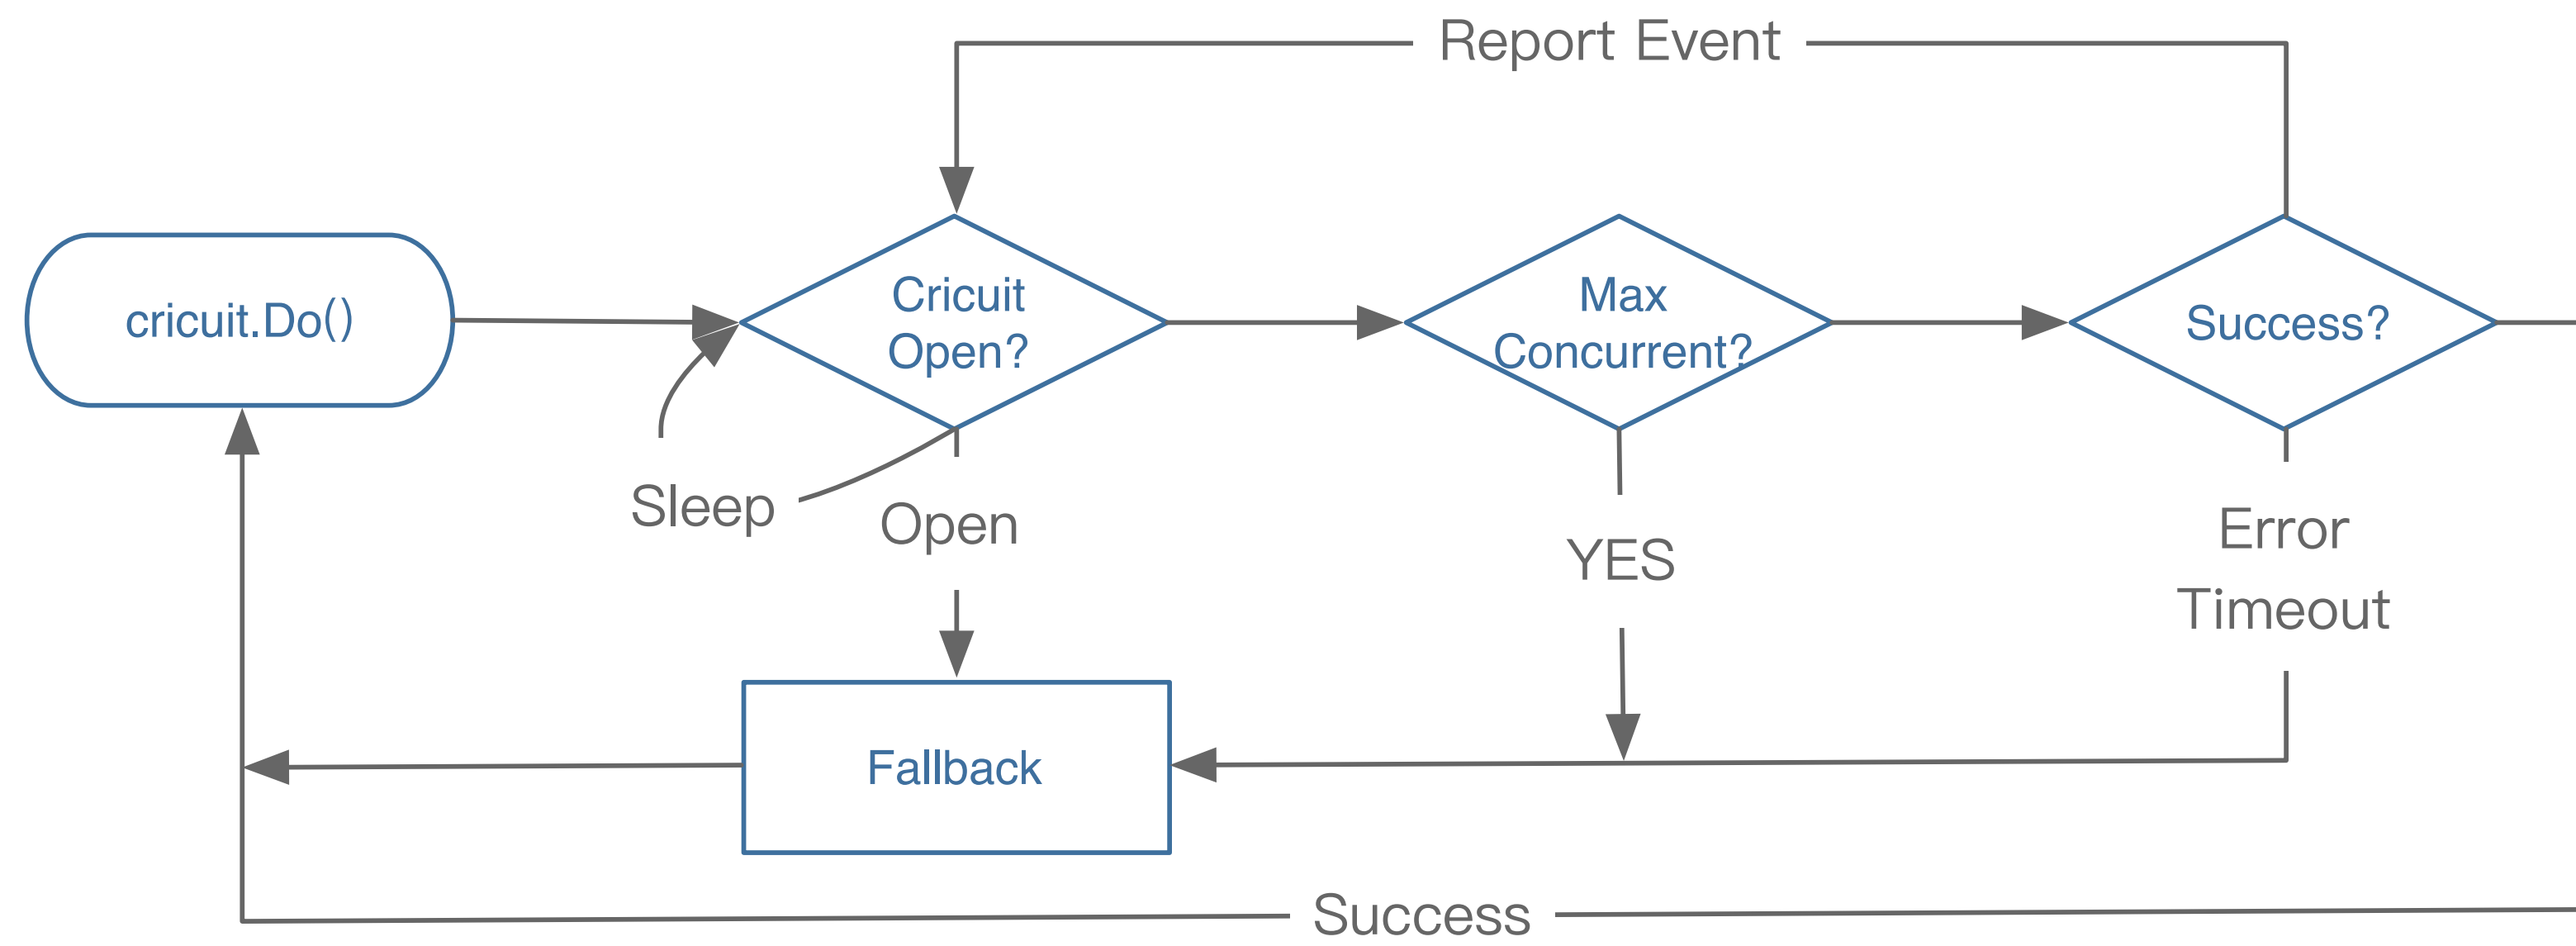 Report Event
cricuit.Do()
Cricuit
Open?
Max
Concurrent?
Success?
Sleep
Open
YES
Error
Timeout
Fallback
Success